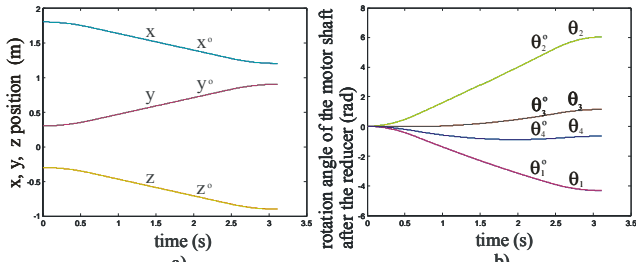 x, y, z position (m)
2
1.5
1
0.5
0
-0.5
-1
x
x°
y
y°
z
z°
0 0.5 1 1.5 2 2.5 3 3.5
time (s)
a)
rotation angle of the motor shaft
after the reducer (rad)
8
6
4
2
0
-2
-4
-6
θ₂°
θ₂
θ₃°
θ₃
θ₄°
θ₄
θ₁°
θ₁
0 0.5 1 1.5 2 2.5 3 3.5
time (s)
b)